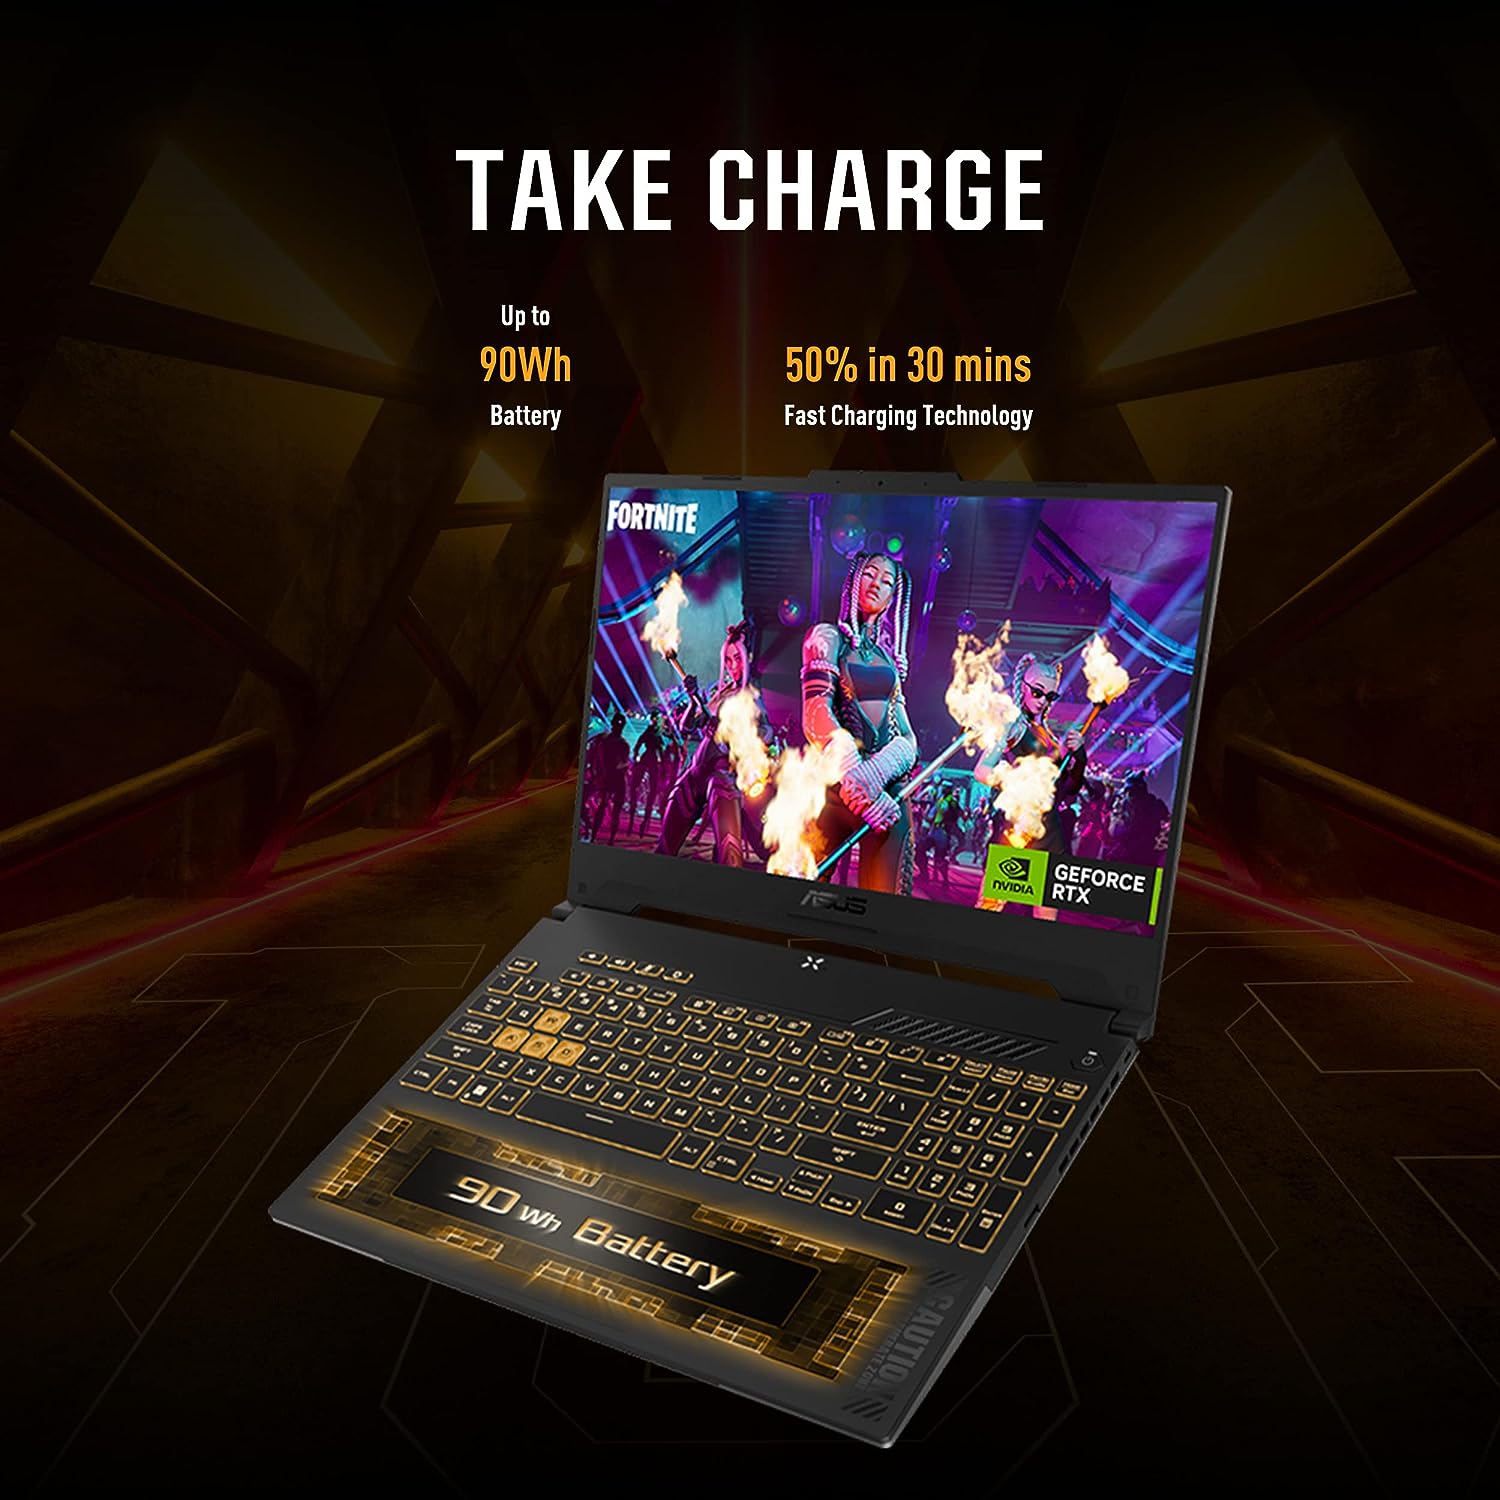 TAKE CHARGE
Up to
90Wh
Battery
50% in 30 mins
Fast Charging Technology
FORTNITE
NVIDIA
GEFORCE
RTX
ASUS
90 Wh Battery
CAUTION